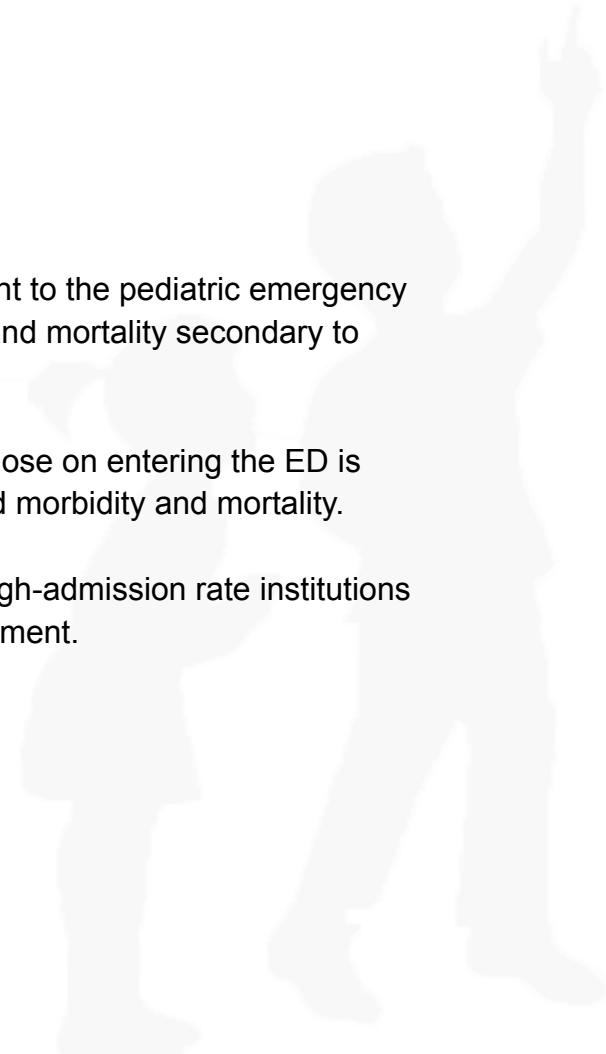 nt to the pediatric emergency
nd mortality secondary to
ose on entering the ED is
d morbidity and mortality.
gh-admission rate institutions
ment.